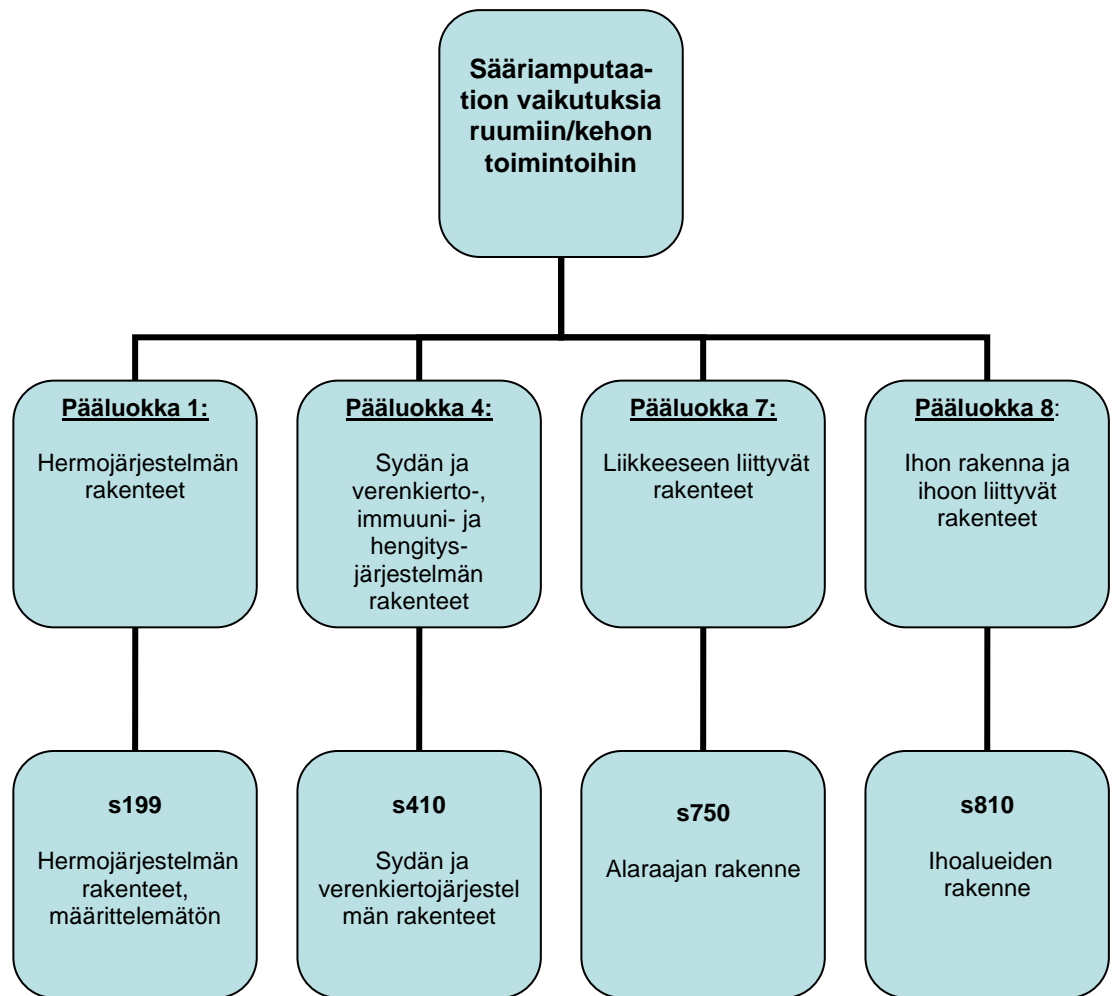 Sääriamputaa-
tion vaikutuksia
ruumiin/kehon
toimintoihin
Pääluokka 1:
Hermojärjestelmän
rakenteet
Pääluokka 4:
Sydän ja
verenkierto-,
immuuni- ja
hengitys-
järjestelmän
rakenteet
Pääluokka 7:
Liikkeeseen liittyvät
rakenteet
Pääluokka 8:
Ihon rakenna ja
ihoon liittyvät
rakenteet
s199
Hermojärjestelmän
rakenteet,
määrittelemätön
s410
Sydän ja
verenkiertojärjestel
män rakenteet
s750
Alaraajan rakenne
s810
Ihoalueiden
rakenne